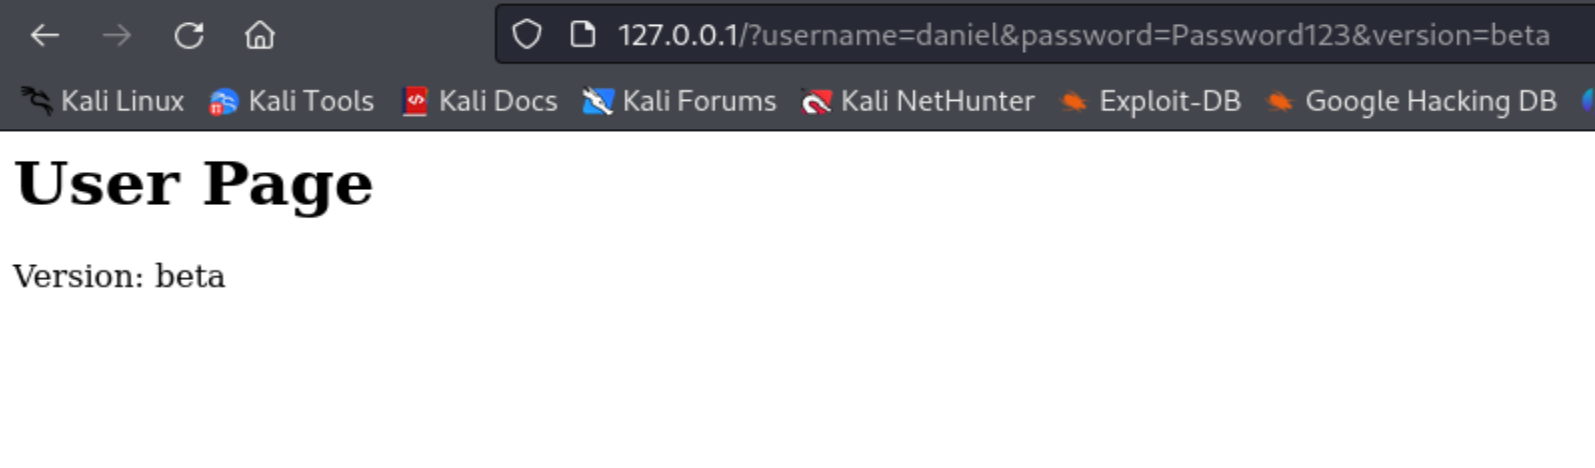 127.0.0.1/?username=daniel&password=Password123&version=beta
Kali Linux Kali Tools Kali Docs Kali Forums Kali NetHunter Exploit-DB Google Hacking DB
User Page
Version: beta